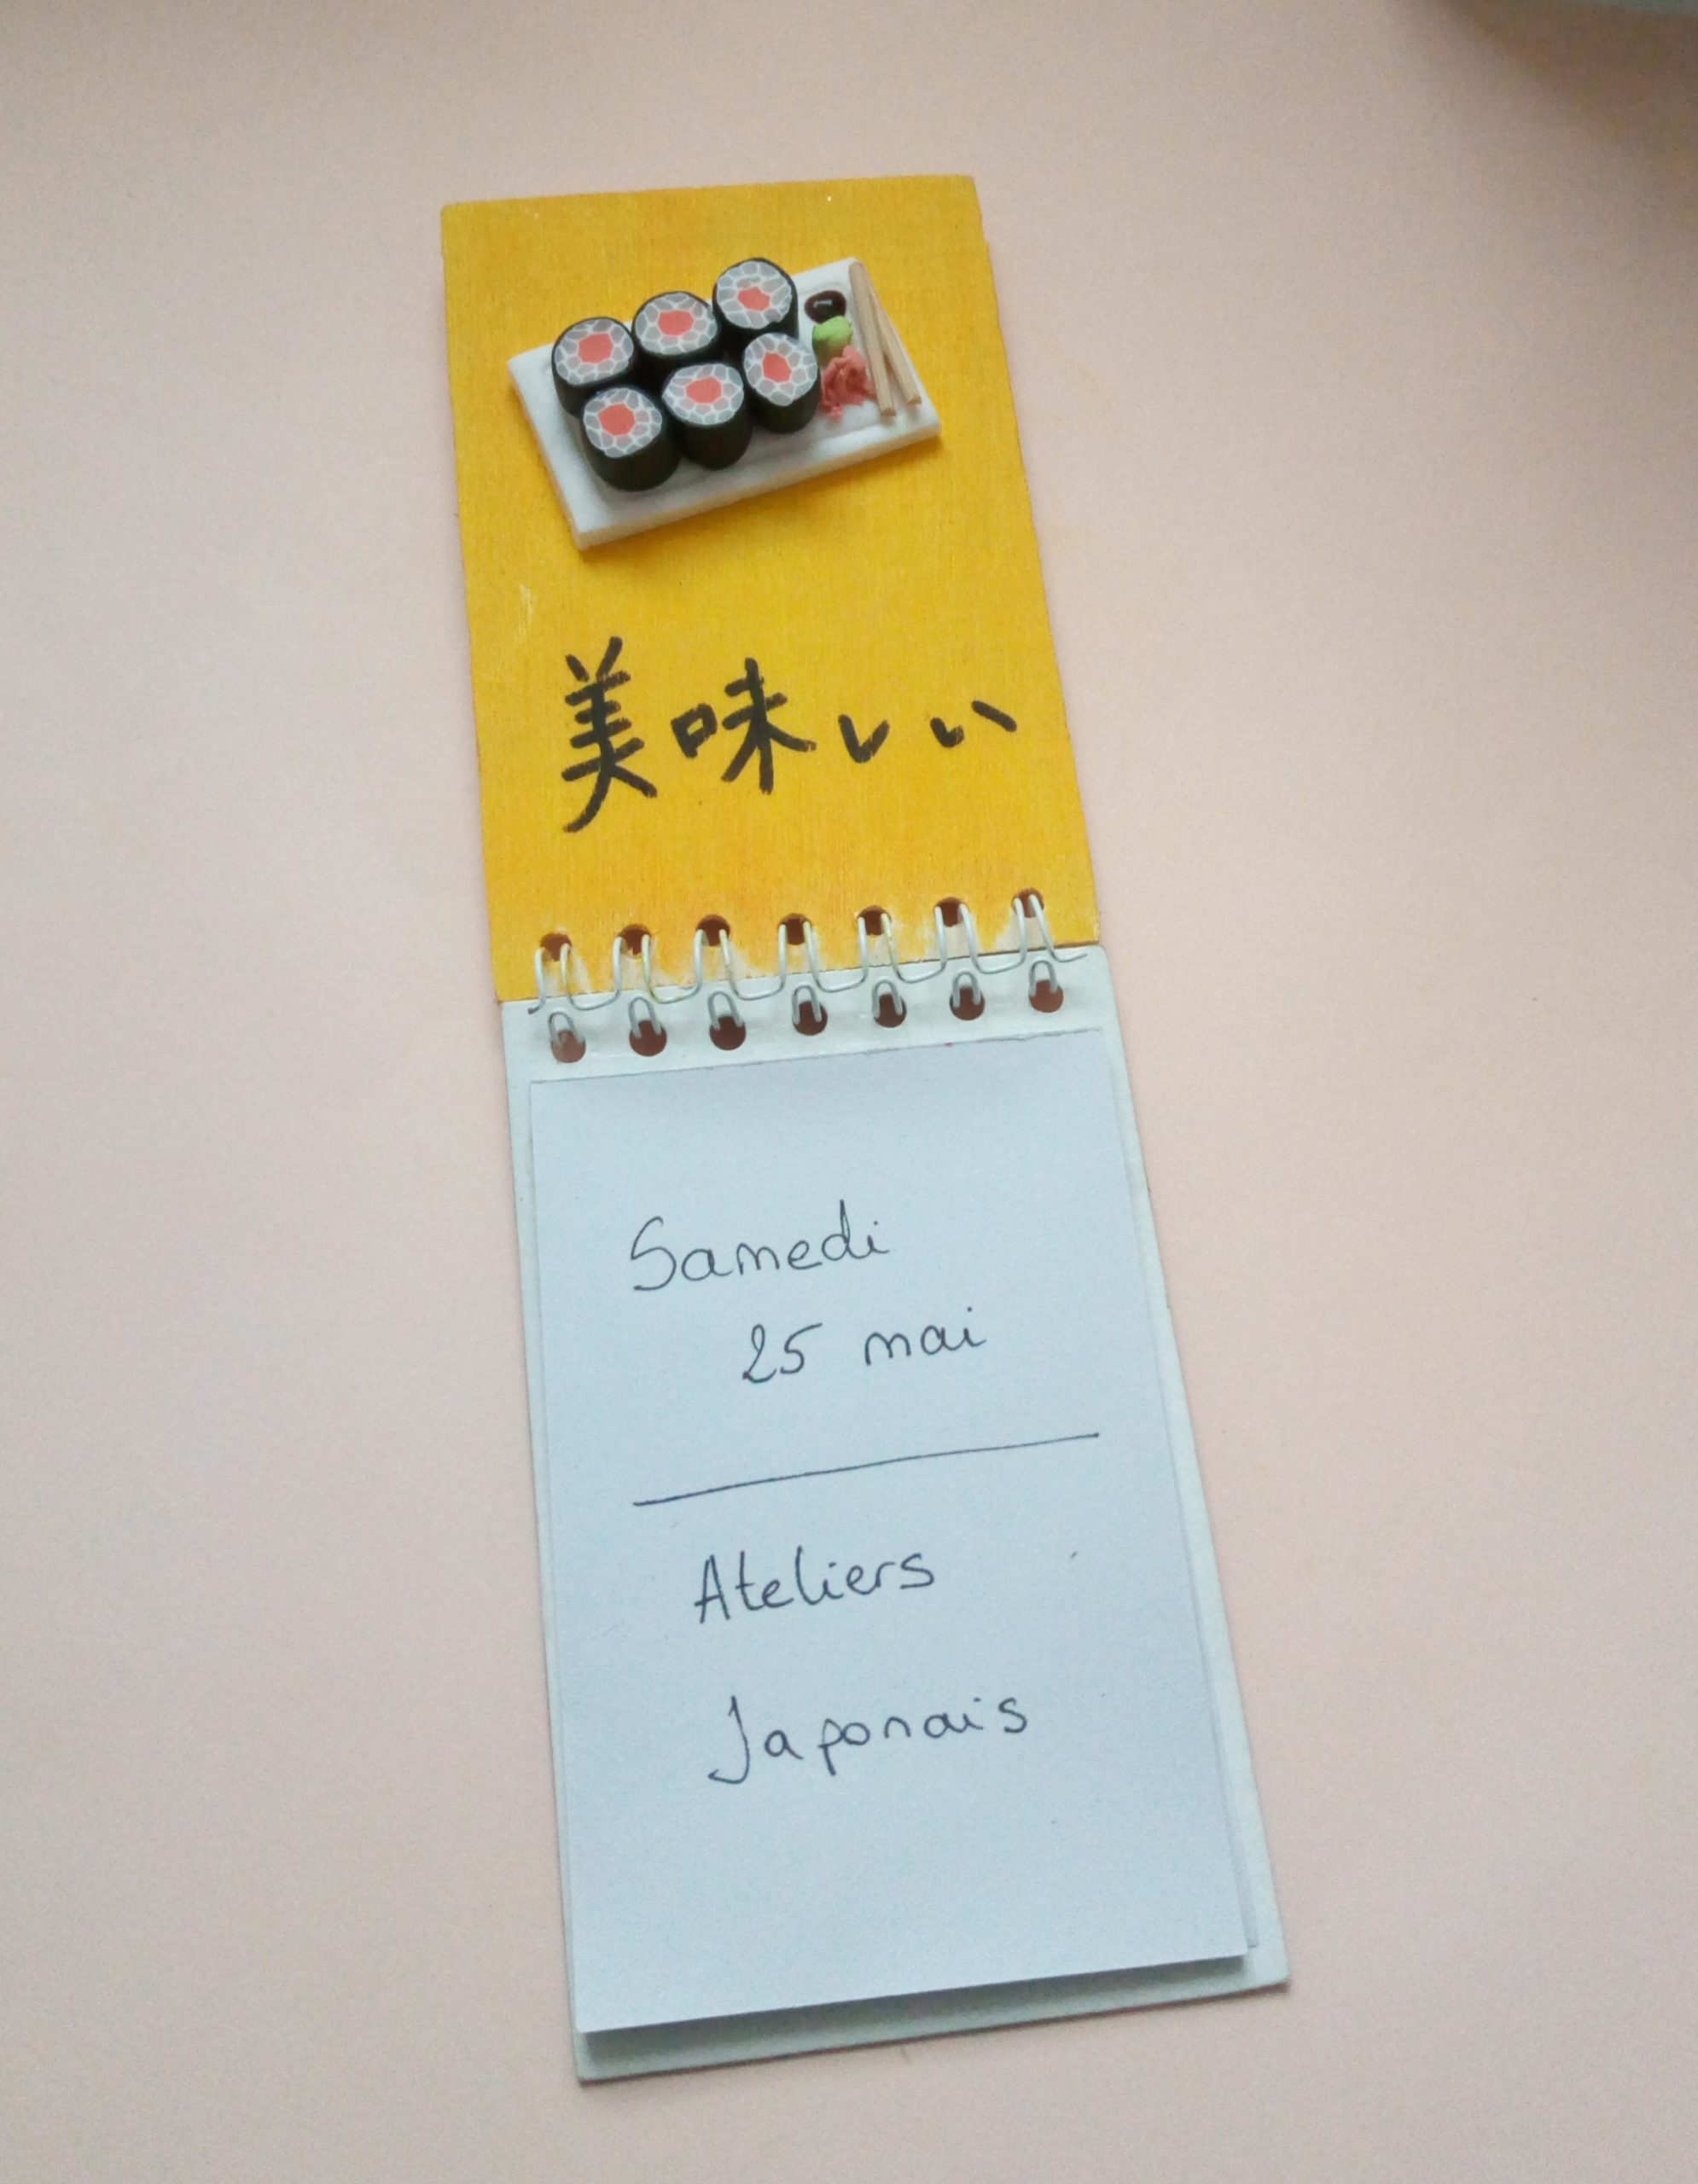 美味しい
Samedi
25 mai
Ateliers
Japonais